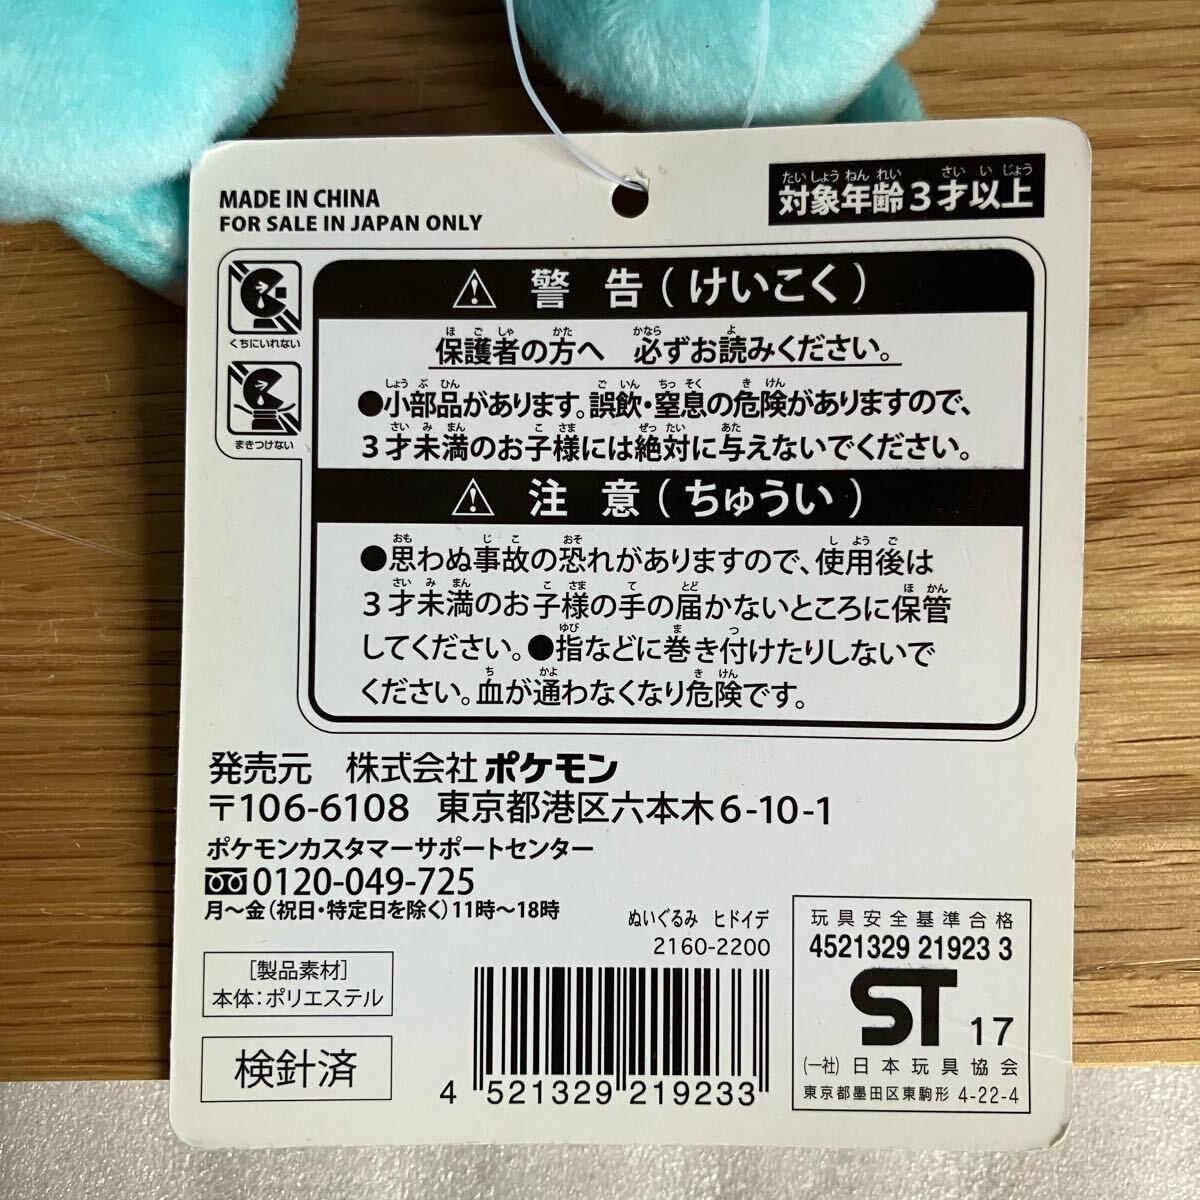 MADE IN CHINA
FOR SALE IN JAPAN ONLY
たいしょうねんれい さい いじょう
対象年齢3才以上
くちにいれない
まきつけない
⚠ 警 告(けいこく)
ほごしゃ かた かなら よ
保護者の方へ 必ずお読みください。
しょうぶひん ごいん ちっそく きけん
●小部品があります。誤飲・窒息の危険がありますので、
さいみまん こさま ぜったい あた
3才未満のお子様には絶対に与えないでください。
⚠ 注 意(ちゅうい)
おも じこ おそ しようご
●思わぬ事故の恐れがありますので、使用後は
さいみまん こさま て とど ほかん
3才未満のお子様の手の届かないところに保管
ゆび ま つ
してください。●指などに巻き付けたりしないで
ち かよ きけん
ください。血が通わなくなり危険です。
発売元 株式会社ポケモン
〒106-6108 東京都港区六本木6-10-1
ポケモンカスタマーサポートセンター
0120-049-725
月～金(祝日・特定日を除く)11時～18時
ぬいぐるみ ヒドイデ
2160-2200
[製品素材]
本体:ポリエステル
検針済
4 521329 219233
玩具安全基準合格
4521329 21923 3
ST 17
(一社)日本玩具協会
東京都墨田区東駒形 4-22-4